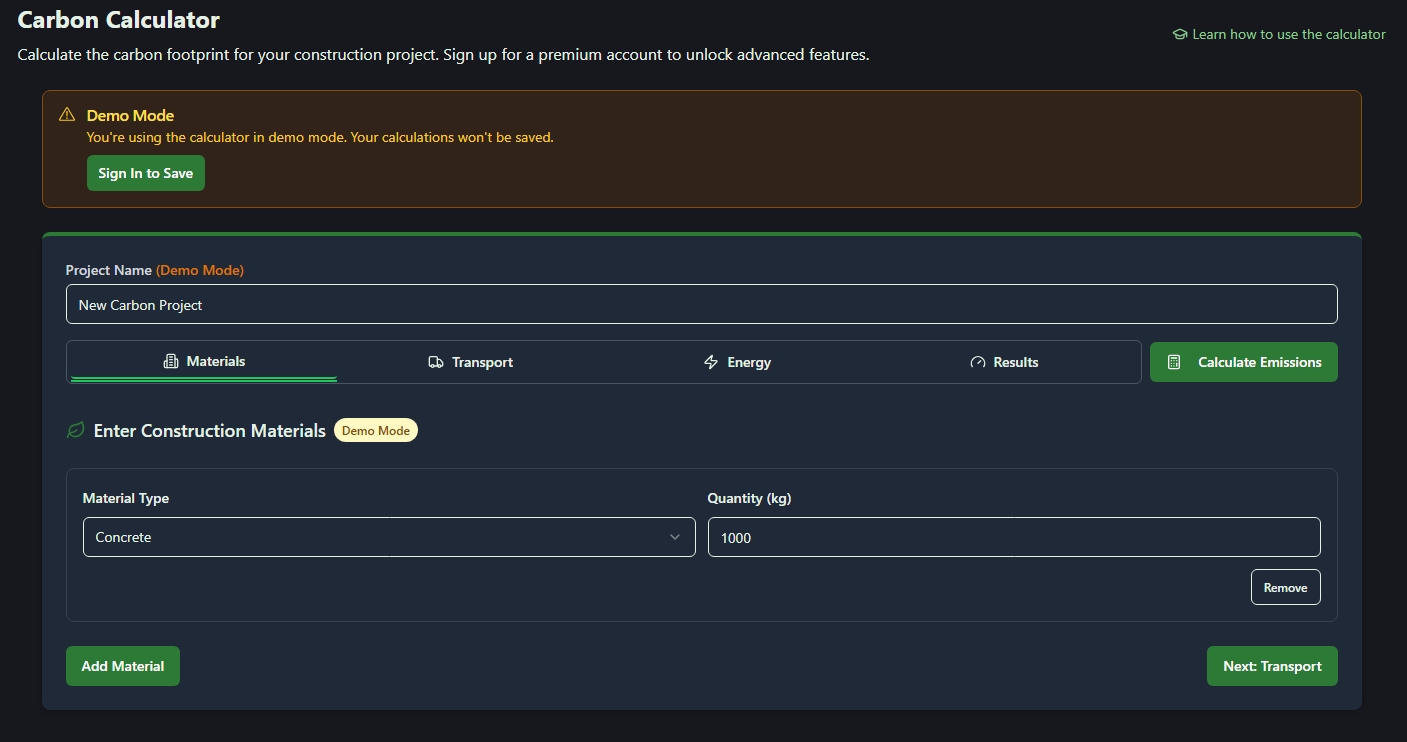 Carbon Calculator
Learn how to use the calculator
Calculate the carbon footprint for your construction project. Sign up for a premium account to unlock advanced features.
Demo Mode
You're using the calculator in demo mode. Your calculations won't be saved.
Sign In to Save
Project Name (Demo Mode)
New Carbon Project
Materials
Transport
Energy
Results
Calculate Emissions
Enter Construction Materials
Demo Mode
Material Type
Quantity (kg)
Concrete
1000
Remove
Add Material
Next: Transport